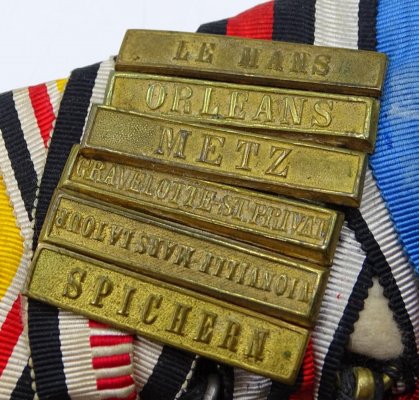 LE MANS
ORLEANS
METZ
GRAVELOTTE-ST. PRIVAT
VIONVILLE-MARS LA TOUR
SPICHERN